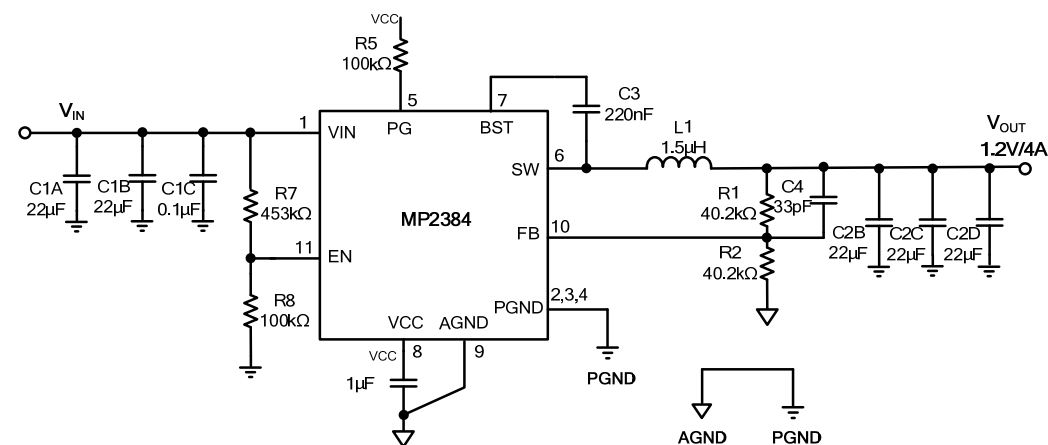 VCC
R5
100kΩ
5
7
C3
220nF
VIN
1
VIN
PG
BST
L1
1.5µH
VOUT
1.2V/4A
6
SW
C1A
22µF
C1B
22µF
C1C
0.1µF
R7
453kΩ
MP2384
R1
40.2kΩ
C4
33pF
10
FB
11
EN
R2
40.2kΩ
C2B
22µF
C2C
22µF
C2D
22µF
R8
100kΩ
PGND
2,3,4
VCC
AGND
VCC
8
9
1µF
PGND
AGND
PGND